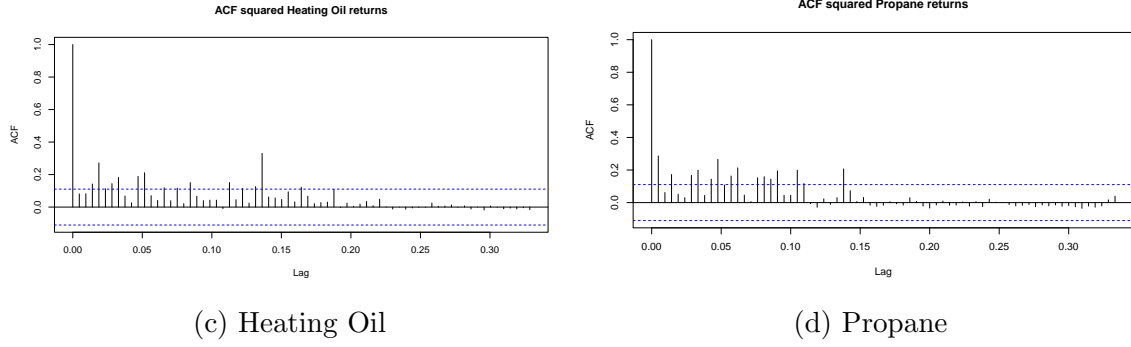 ACF squared Heating Oil returns
ACF
1.0
0.8
0.6
0.4
0.2
0.0
0.00 0.05 0.10 0.15 0.20 0.25 0.30
Lag
(c) Heating Oil
ACF squared Propane returns
ACF
1.0
0.8
0.6
0.4
0.2
0.0
0.00 0.05 0.10 0.15 0.20 0.25 0.30
Lag
(d) Propane